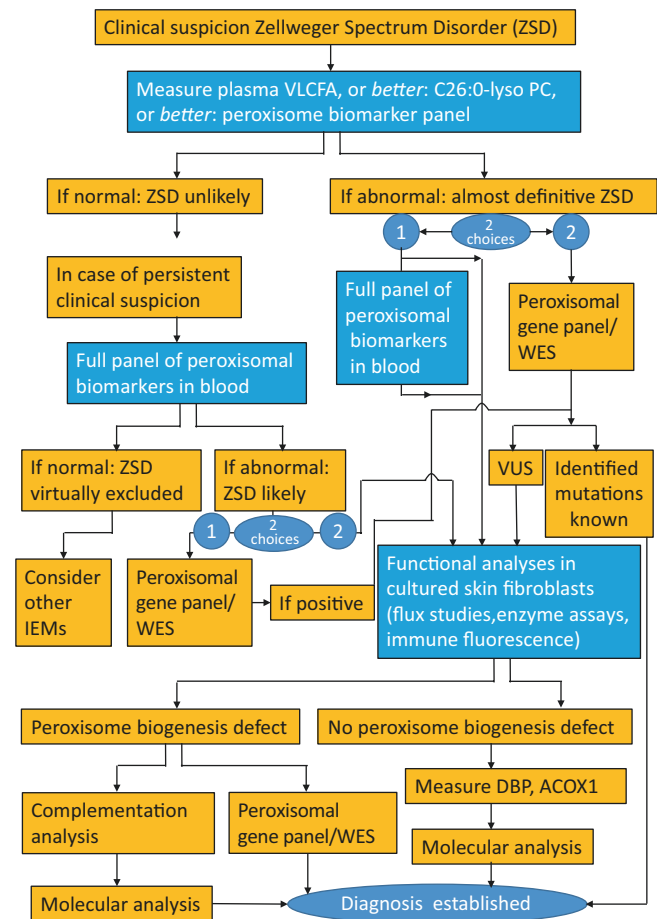 Clinical suspicion Zellweger Spectrum Disorder (ZSD)
Measure plasma VLCFA, or better: C26:0-lyso PC,
or better: peroxisome biomarker panel
If normal: ZSD unlikely
If abnormal: almost definitive ZSD
1
2
choices
2
In case of persistent
clinical suspicion
Full panel of
peroxisomal
biomarkers
in blood
Peroxisomal
gene panel/
WES
Full panel of peroxisomal
biomarkers in blood
If normal: ZSD
virtually excluded
If abnormal:
ZSD likely
VUS
Identified
mutations
known
1
2
choices
2
Consider
other
IEMs
Peroxisomal
gene panel/
WES
If positive
Functional analyses in
cultured skin fibroblasts
(flux studies,enzyme assays,
immune fluorescence)
Peroxisome biogenesis defect
No peroxisome biogenesis defect
Complementation
analysis
Peroxisomal
gene panel/WES
Measure DBP, ACOX1
Molecular analysis
Molecular analysis
Diagnosis established